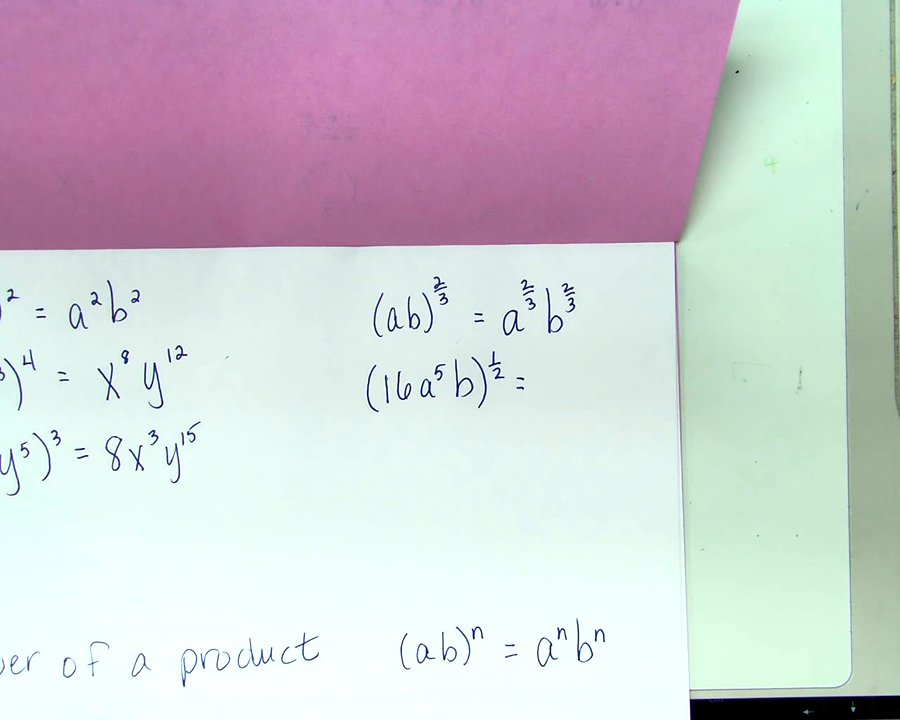 )² = a²b²
(ab)^(2/3) = a^(2/3) b^(2/3)
³)⁴ = x⁸y¹²
(16a⁵b)^(1/2) =
y⁵)³ = 8x³y¹⁵
of a product
(ab)ⁿ = aⁿbⁿ